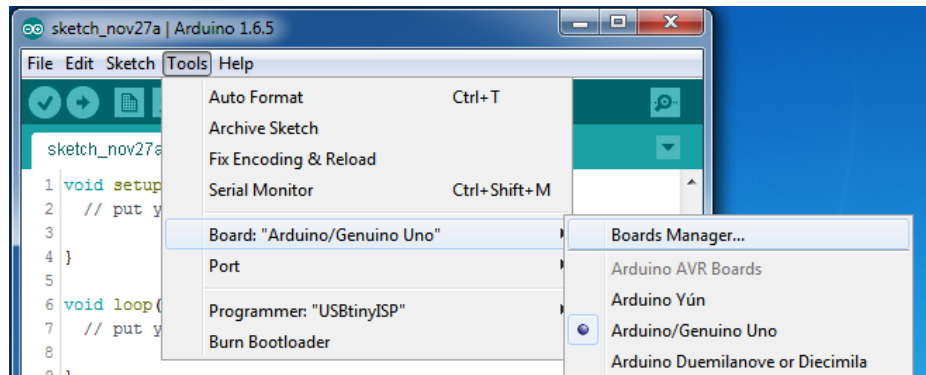 sketch_nov27a | Arduino 1.6.5
File Edit Sketch Tools Help
Auto Format Ctrl+T
Archive Sketch
sketch_nov27a
Fix Encoding & Reload
1 void setup
Serial Monitor Ctrl+Shift+M
2 // put y
3
Board: "Arduino/Genuino Uno"
Boards Manager...
4 }
Port
Arduino AVR Boards
5
6 void loop(
Programmer: "USBtinyISP"
Arduino Yún
7 // put y
Burn Bootloader
Arduino/Genuino Uno
8
Arduino Duemilanove or Diecimila